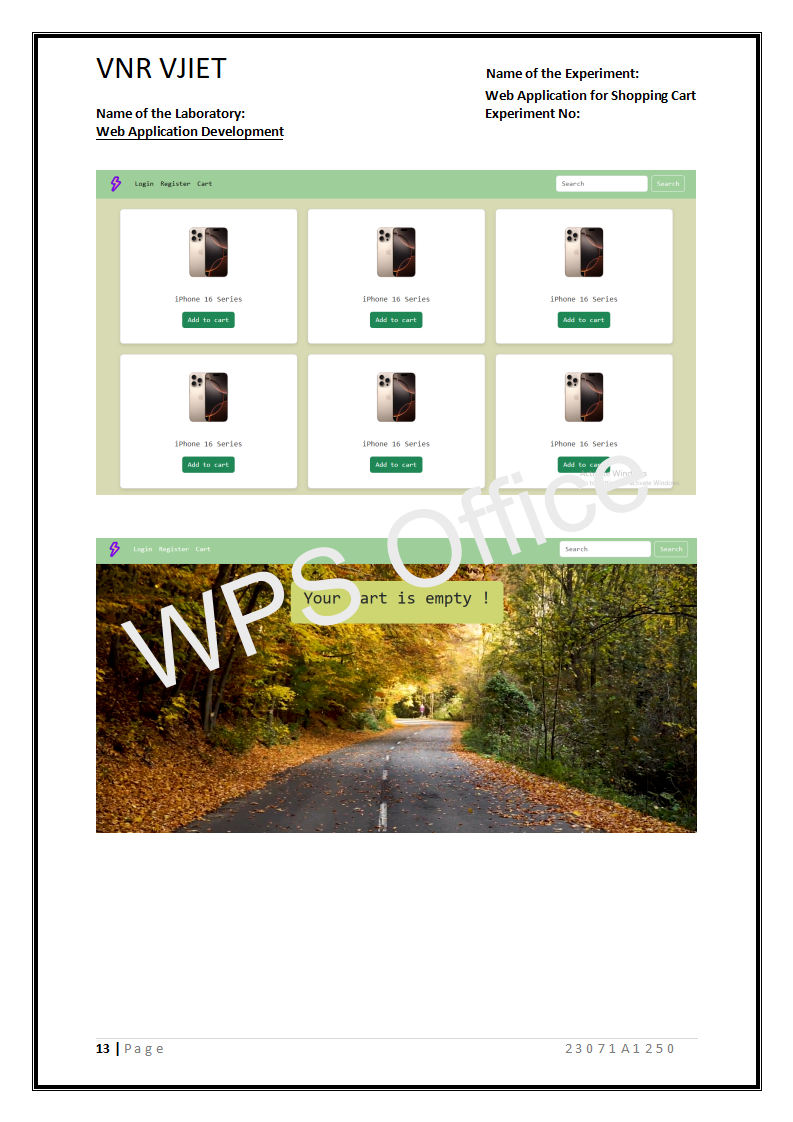 VNR VJIET
Name of the Experiment:
Web Application for Shopping Cart
Name of the Laboratory:
Experiment No:
Web Application Development
Login Register Cart
Search
Search
iPhone 16 Series
iPhone 16 Series
iPhone 16 Series
Add to cart
Add to cart
Add to cart
iPhone 16 Series
iPhone 16 Series
iPhone 16 Series
Add to cart
Add to cart
Add to cart
Windows
Windows.
WPS Office
Login Register Cart
Search
Search
Your art is empty !
13 | Page
23071A1250